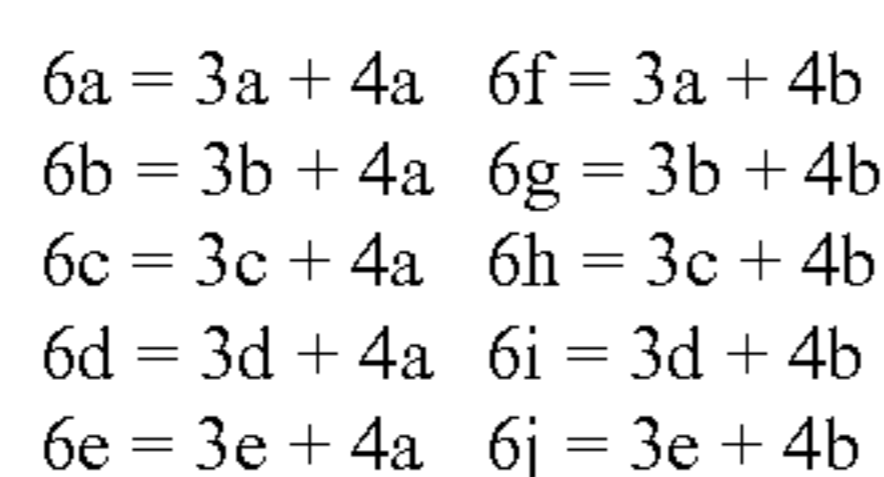 6a = 3a + 4a 6f = 3a + 4b
6b = 3b + 4a 6g = 3b + 4b
6c = 3c + 4a 6h = 3c + 4b
6d = 3d + 4a 6i = 3d + 4b
6e = 3e + 4a 6j = 3e + 4b